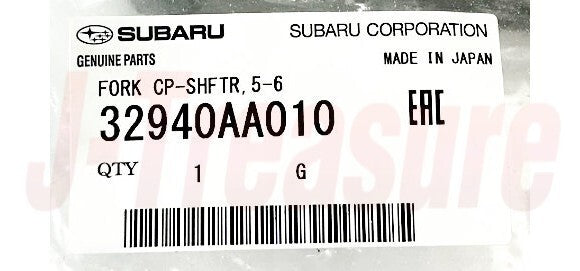 SUBARU SUBARU CORPORATION
GENUINE PARTS MADE IN JAPAN
FORK CP-SHFTR, 5-6
32940AA010 EAC
QTY 1 G
J-Treasure